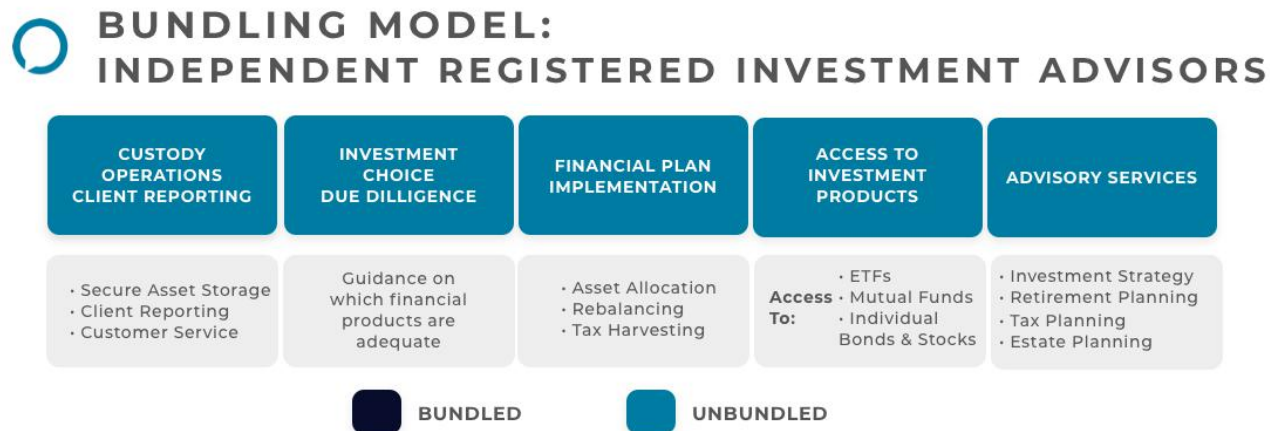 BUNDLING MODEL:
INDEPENDENT REGISTERED INVESTMENT ADVISORS
CUSTODY
OPERATIONS
CLIENT REPORTING
INVESTMENT
CHOICE
DUE DILLIGENCE
FINANCIAL PLAN
IMPLEMENTATION
ACCESS TO
INVESTMENT
PRODUCTS
ADVISORY SERVICES
· Secure Asset Storage
· Client Reporting
· Customer Service
Guidance on
which financial
products are
adequate
· Asset Allocation
· Rebalancing
· Tax Harvesting
Access
To:
· ETFs
· Mutual Funds
· Individual
Bonds & Stocks
· Investment Strategy
· Retirement Planning
· Tax Planning
· Estate Planning
BUNDLED
UNBUNDLED